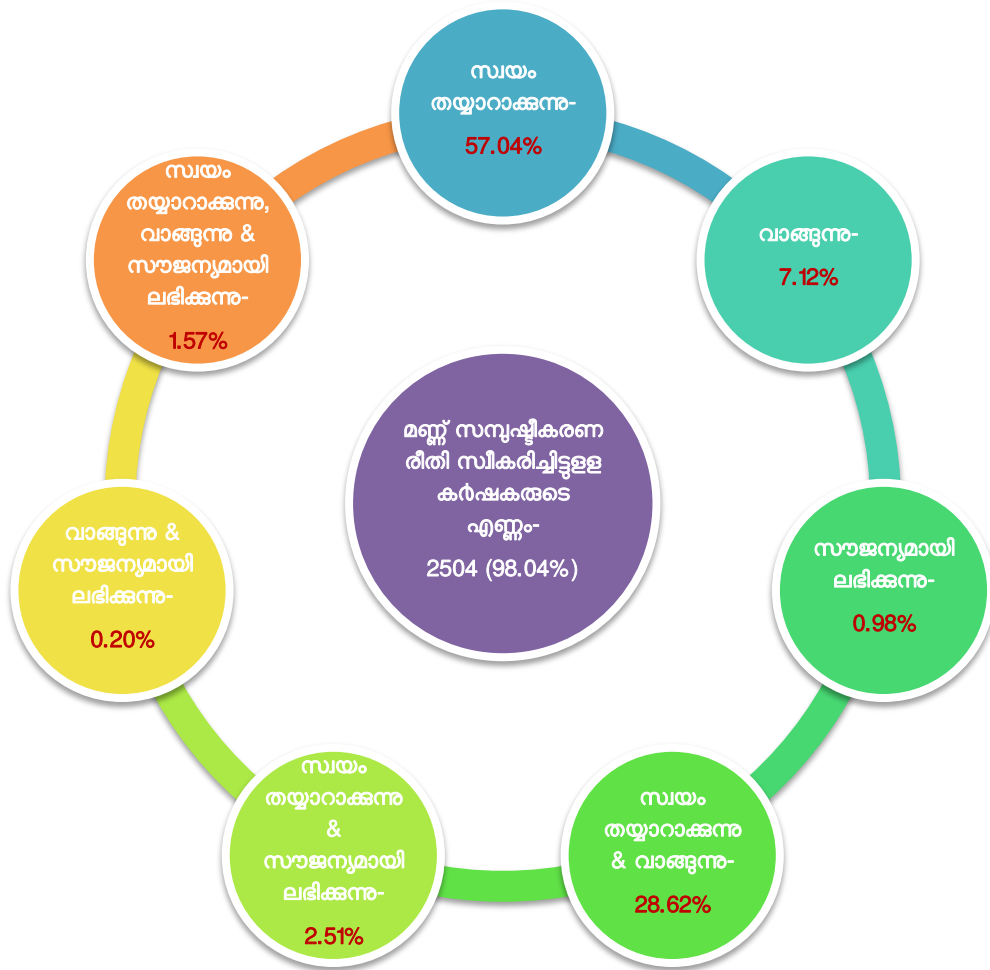 സ്വയം
തയ്യാറാക്കുന്നു-
57.04%
വാങ്ങുന്നു-
7.12%
സൗജന്യമായി
ലഭിക്കുന്നു-
0.98%
സ്വയം
തയ്യാറാക്കുന്നു
& വാങ്ങുന്നു-
28.62%
സ്വയം
തയ്യാറാക്കുന്നു
&
സൗജന്യമായി
ലഭിക്കുന്നു-
2.51%
വാങ്ങുന്നു &
സൗജന്യമായി
ലഭിക്കുന്നു-
0.20%
സ്വയം
തയ്യാറാക്കുന്നു,
വാങ്ങുന്നു &
സൗജന്യമായി
ലഭിക്കുന്നു-
1.57%
മണ്ണ് സമ്പുഷ്ടീകരണ
രീതി സ്വീകരിച്ചിട്ടുളള
കർഷകരുടെ
എണ്ണം-
2504 (98.04%)